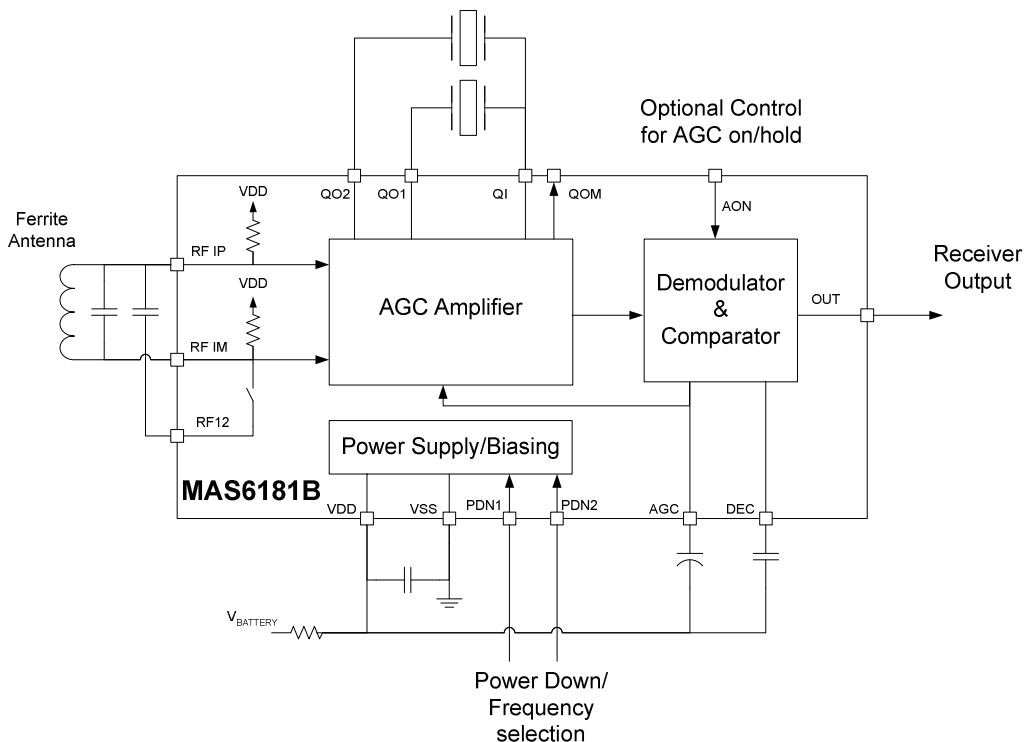 Optional Control
for AGC on/hold
QO2
QO1
QI
QOM
AON
VDD
Ferrite
Antenna
RF IP
VDD
RF IM
RF12
AGC Amplifier
Demodulator
&
Comparator
OUT
Receiver
Output
Power Supply/Biasing
MAS6181B
VDD
VSS
PDN1
PDN2
AGC
DEC
VBATTERY
Power Down/
Frequency
selection